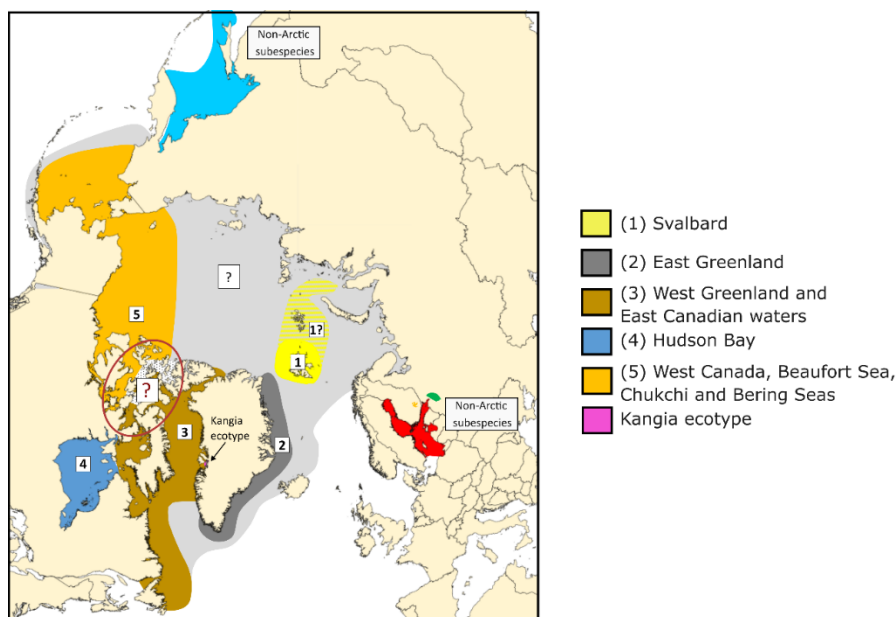 Non-Arctic
subspecies
?
5
1?
1
?
3
Kangia
ecotype
2
4
Non-Arctic
subspecies
(1) Svalbard
(2) East Greenland
(3) West Greenland and
East Canadian waters
(4) Hudson Bay
(5) West Canada, Beaufort Sea,
Chukchi and Bering Seas
Kangia ecotype